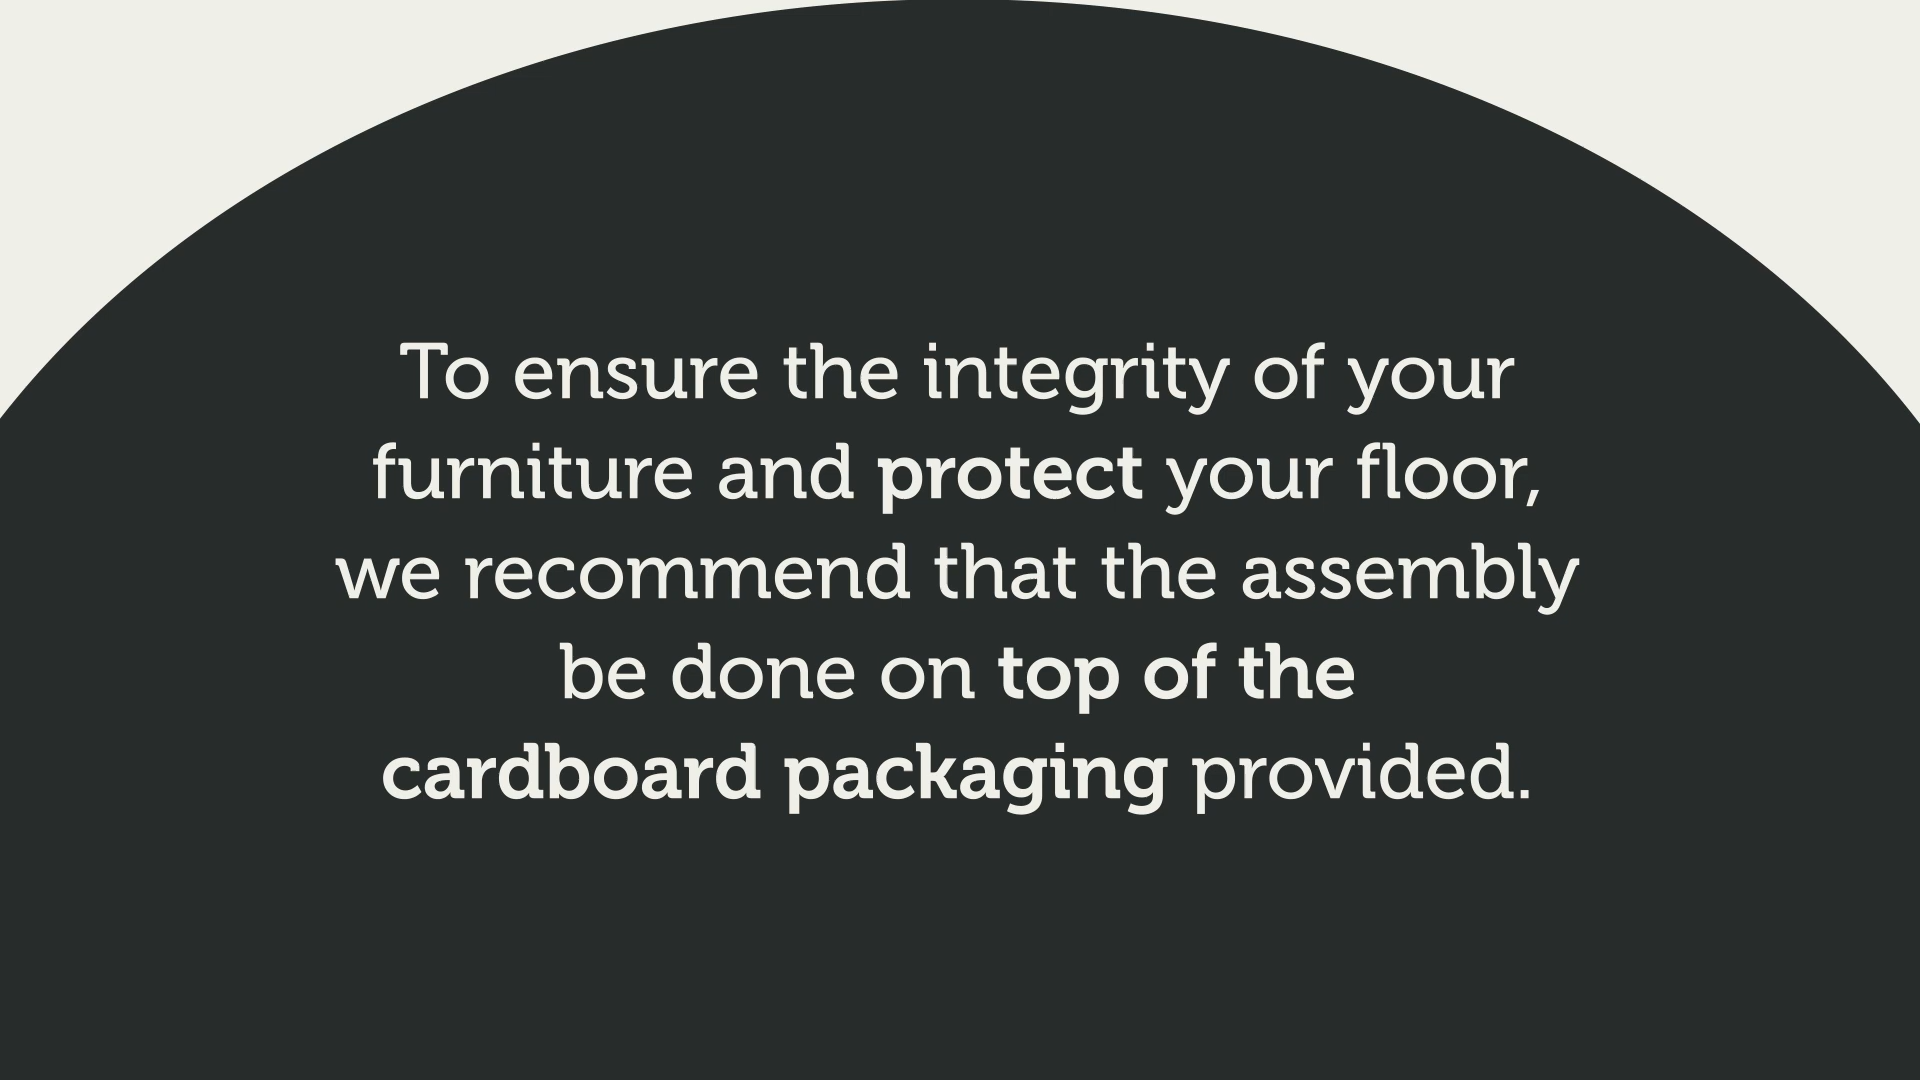 To ensure the integrity of your
furniture and protect your floor,
we recommend that the assembly
be done on top of the
cardboard packaging provided.